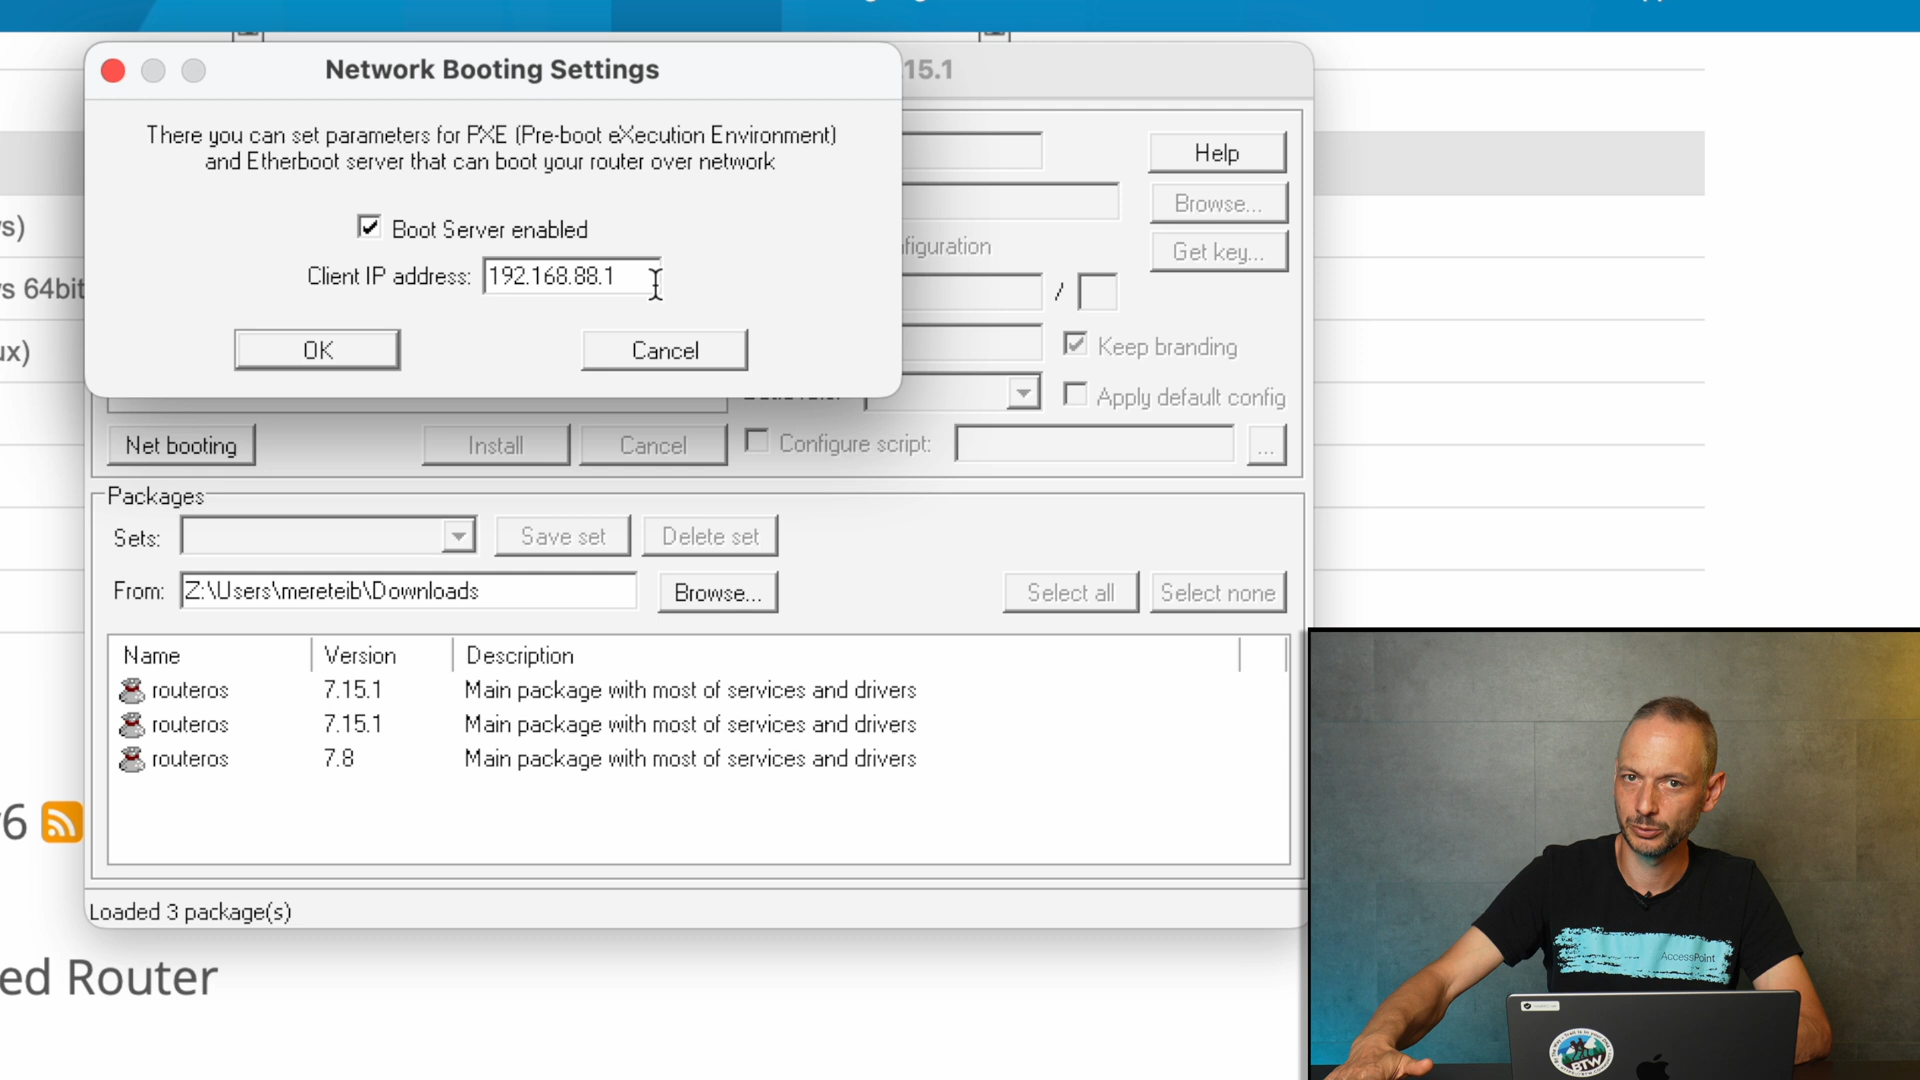 Network Booting Settings
15.1
There you can set parameters for PXE (Pre-boot eXecution Environment)
and Etherboot server that can boot your router over network
Boot Server enabled
Client IP address: 192.168.88.1
OK
Cancel
Help
Browse...
figuration
Get key...
/
Keep branding
Apply default config
Net booting
Install
Cancel
Configure script:
...
Packages
Sets:
Save set
Delete set
From: Z:\Users\mereteib\Downloads
Browse...
Select all
Select none
Name Version Description
routeros 7.15.1 Main package with most of services and drivers
routeros 7.15.1 Main package with most of services and drivers
routeros 7.8 Main package with most of services and drivers
Loaded 3 package(s)
s)
s 64bit
ux)
6
ed Router
AccessPoint
BTW